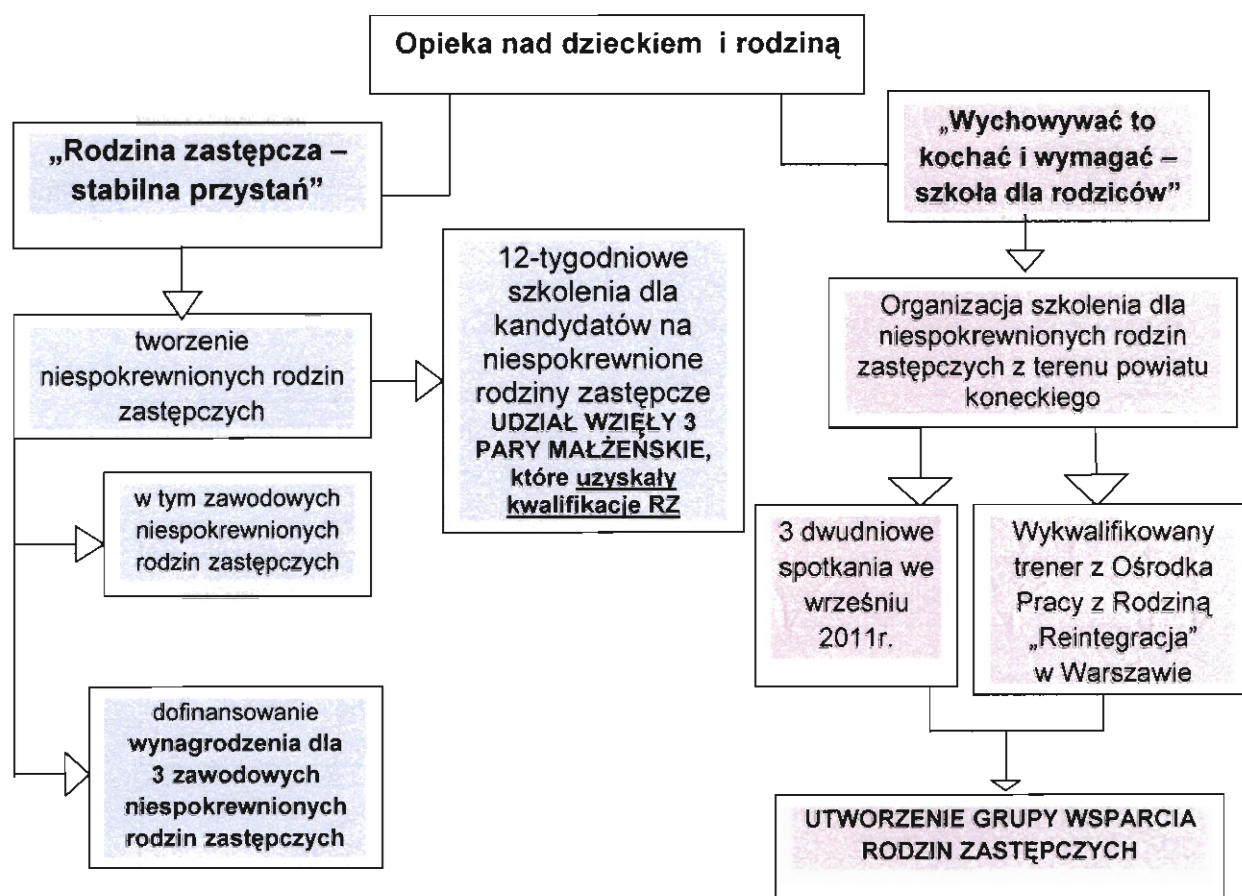 Opieka nad dzieckiem i rodziną
„Rodzina zastępcza –
stabilna przystań”
„Wychowywać to
kochać i wymagać –
szkoła dla rodziców”
12-tygodniowe
szkolenia dla
kandydatów na
niespokrewnione
rodziny zastępcze
UDZIAŁ WZIĘŁY 3
PARY MAŁŻEŃSKIE,
które uzyskały
kwalifikacje RZ
tworzenie
niespokrewnionych rodzin
zastępczych
w tym zawodowych
niespokrewnionych
rodzin zastępczych
dofinansowanie
wynagrodzenia dla
3 zawodowych
niespokrewnionych
rodzin zastępczych
Organizacja szkolenia dla
niespokrewnionych rodzin
zastępczych z terenu powiatu
koneckiego
3 dwudniowe
spotkania we
wrześniu
2011r.
Wykwalifikowany
trener z Ośrodka
Pracy z Rodziną
„Reintegracja”
w Warszawie
UTWORZENIE GRUPY WSPARCIA
RODZIN ZASTĘPCZYCH